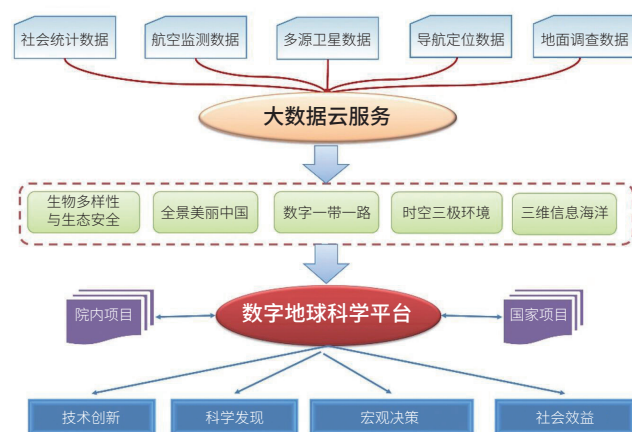 社会统计数据
航空监测数据
多源卫星数据
导航定位数据
地面调查数据
大数据云服务
生物多样性
与生态安全
全景美丽中国
数字一带一路
时空三极环境
三维信息海洋
院内项目
数字地球科学平台
国家项目
技术创新
科学发现
宏观决策
社会效益